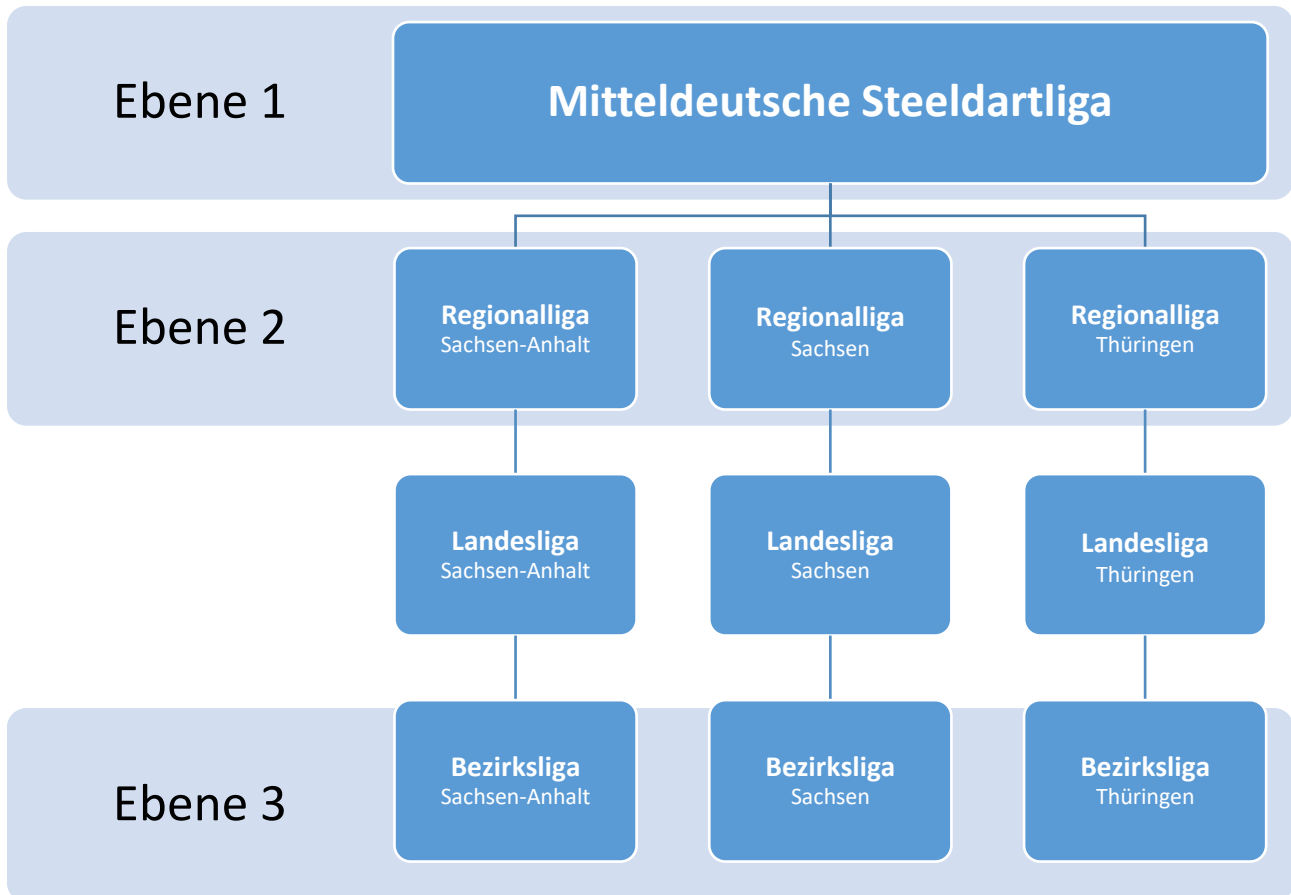 Ebene 1
Mitteldeutsche Steeldartliga
Ebene 2
Regionalliga
Sachsen-Anhalt
Regionalliga
Sachsen
Regionalliga
Thüringen
Landesliga
Sachsen-Anhalt
Landesliga
Sachsen
Landesliga
Thüringen
Ebene 3
Bezirksliga
Sachsen-Anhalt
Bezirksliga
Sachsen
Bezirksliga
Thüringen